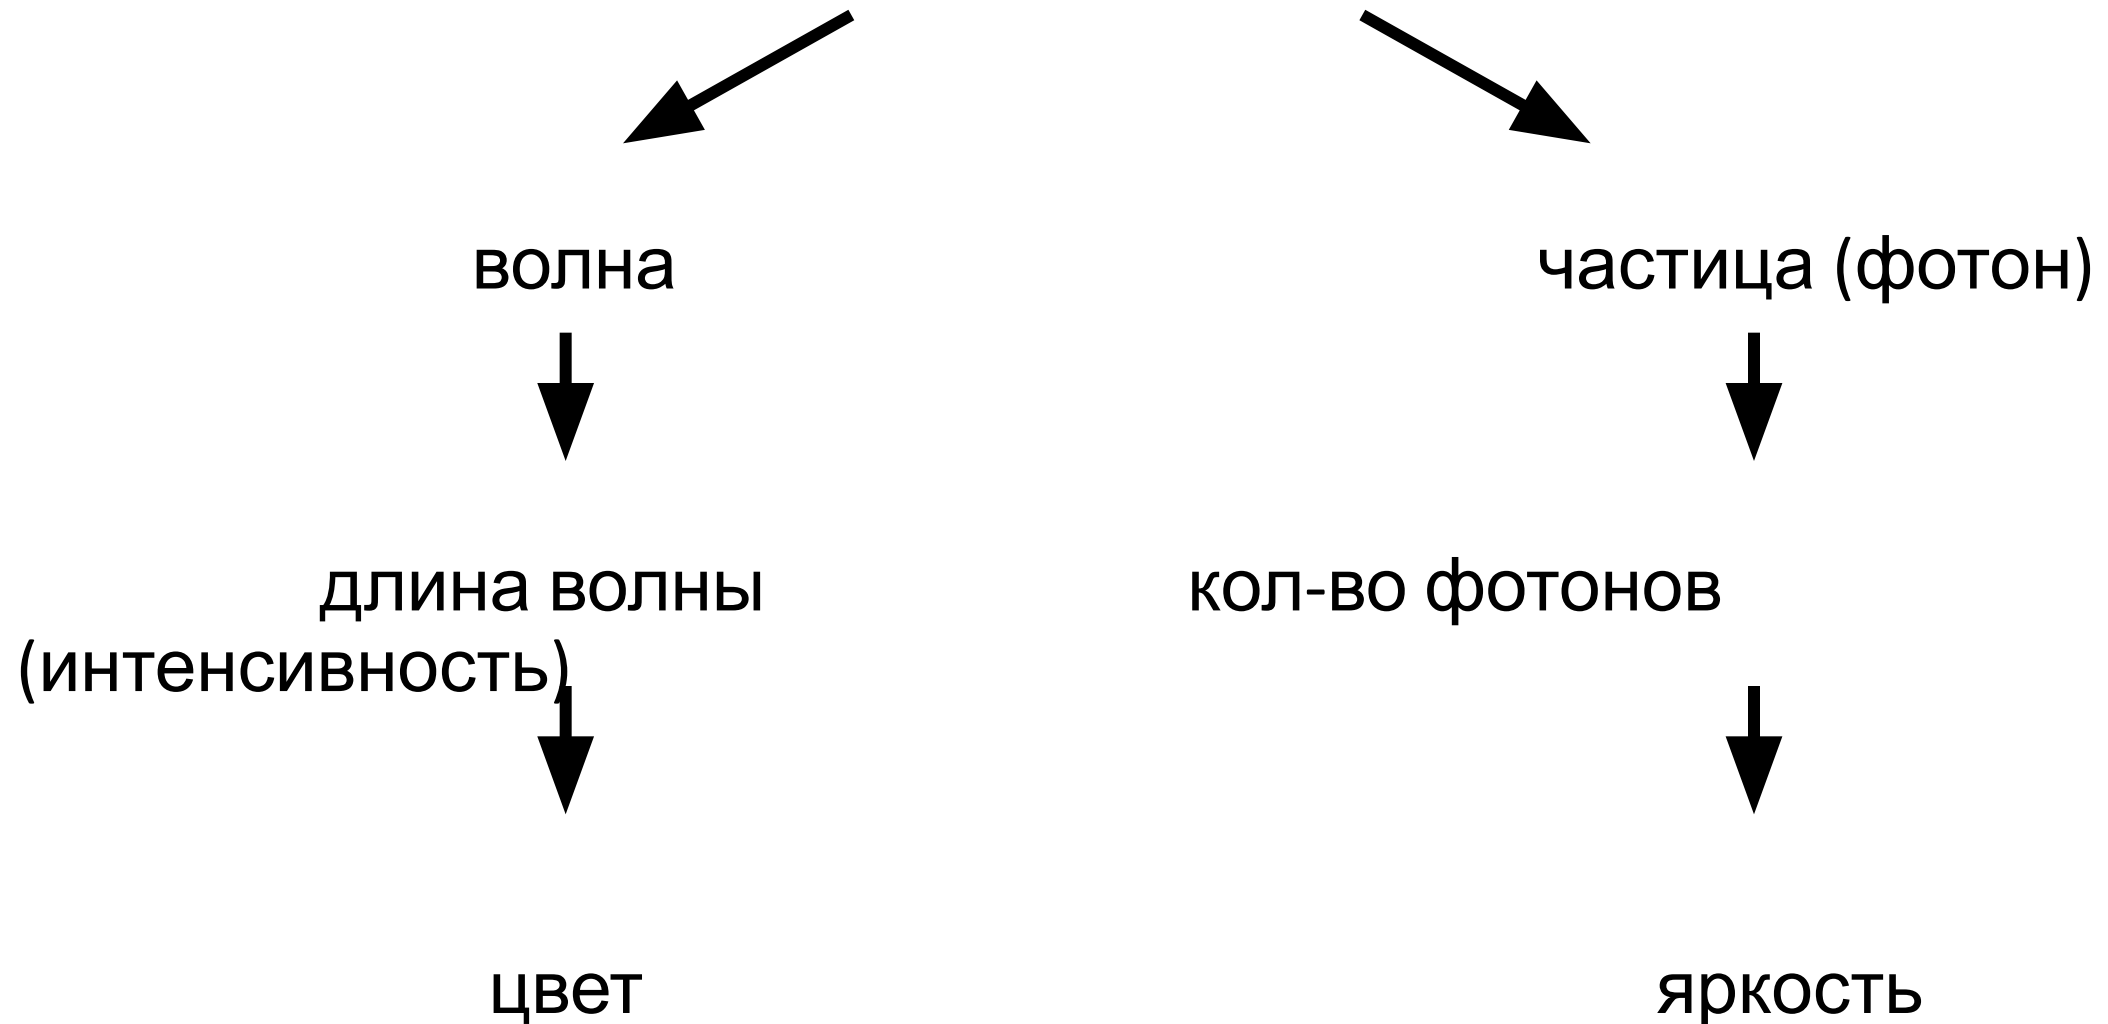 волна
частица (фотон)
длина волны
(интенсивность)
кол-во фотонов
цвет
яркость